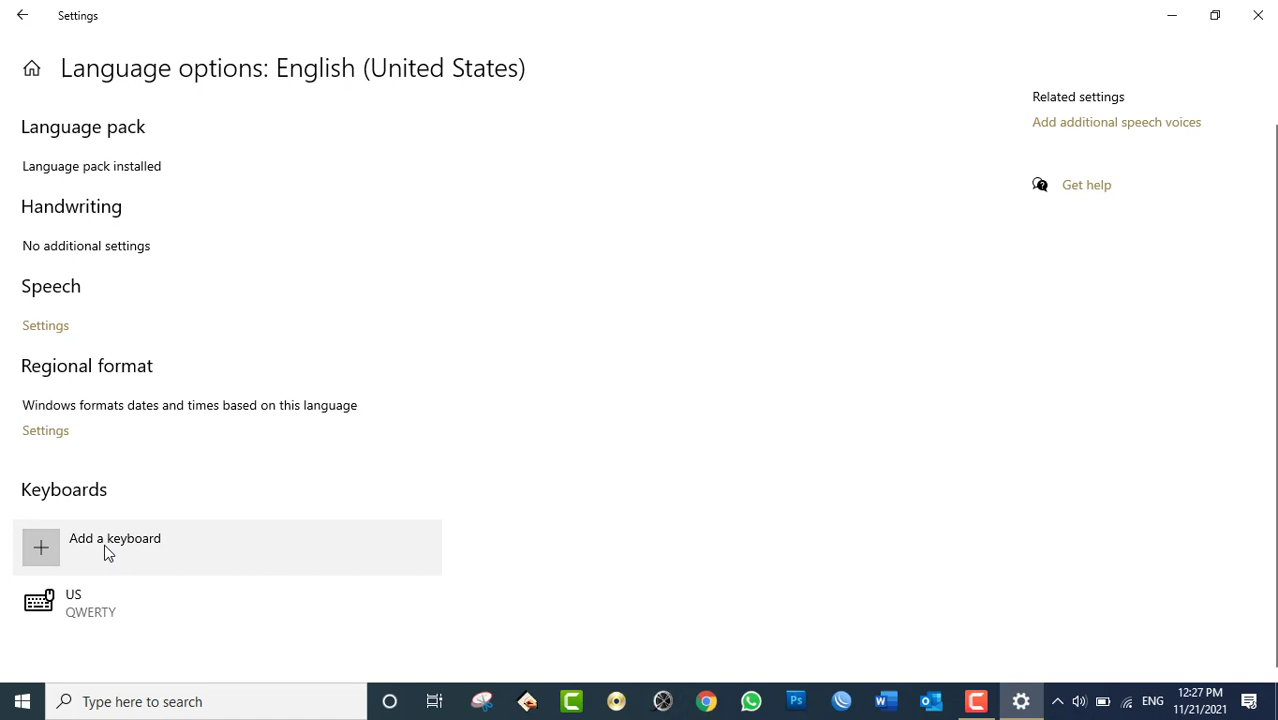 Settings
Language options: English (United States)
Language pack
Language pack installed
Handwriting
No additional settings
Speech
Settings
Regional format
Windows formats dates and times based on this language
Settings
Keyboards
Add a keyboard
US
QWERTY
Related settings
Add additional speech voices
Get help
Type here to search
Ps
W
ENG
12:27 PM
11/21/2021